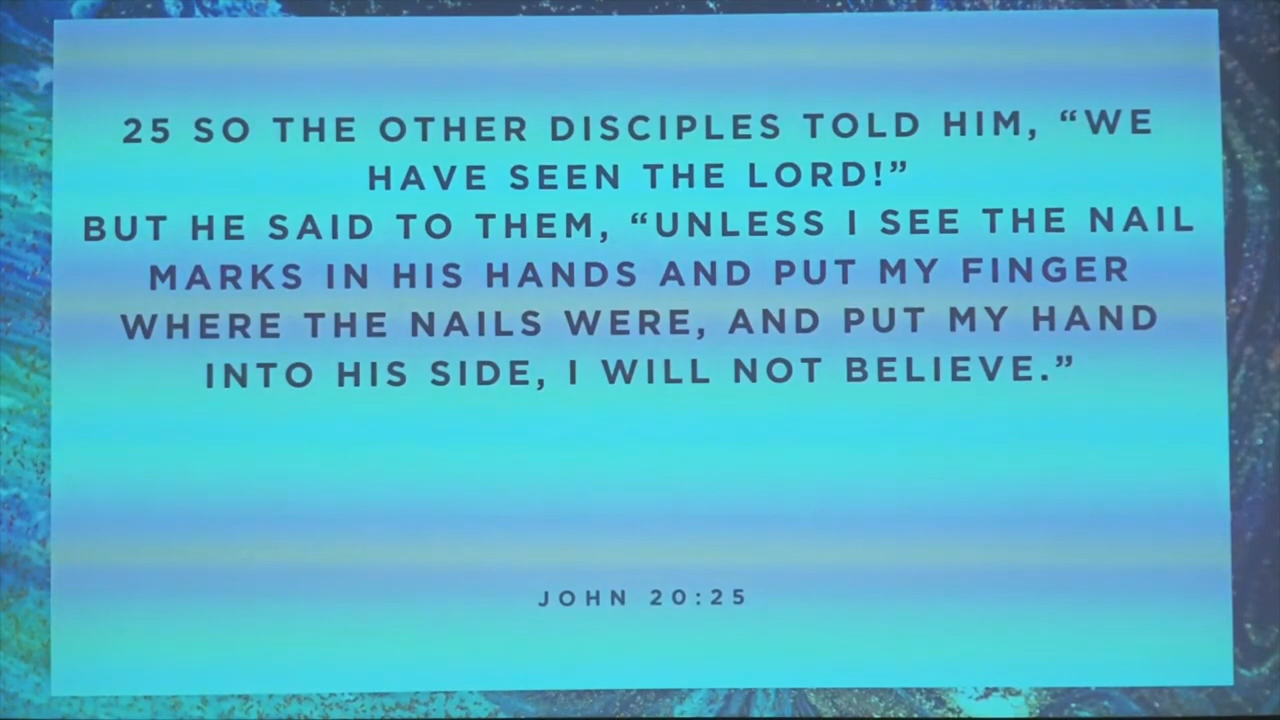 25 SO THE OTHER DISCIPLES TOLD HIM, “WE
HAVE SEEN THE LORD!”
BUT HE SAID TO THEM, “UNLESS I SEE THE NAIL
MARKS IN HIS HANDS AND PUT MY FINGER
WHERE THE NAILS WERE, AND PUT MY HAND
INTO HIS SIDE, I WILL NOT BELIEVE.”
JOHN 20:25